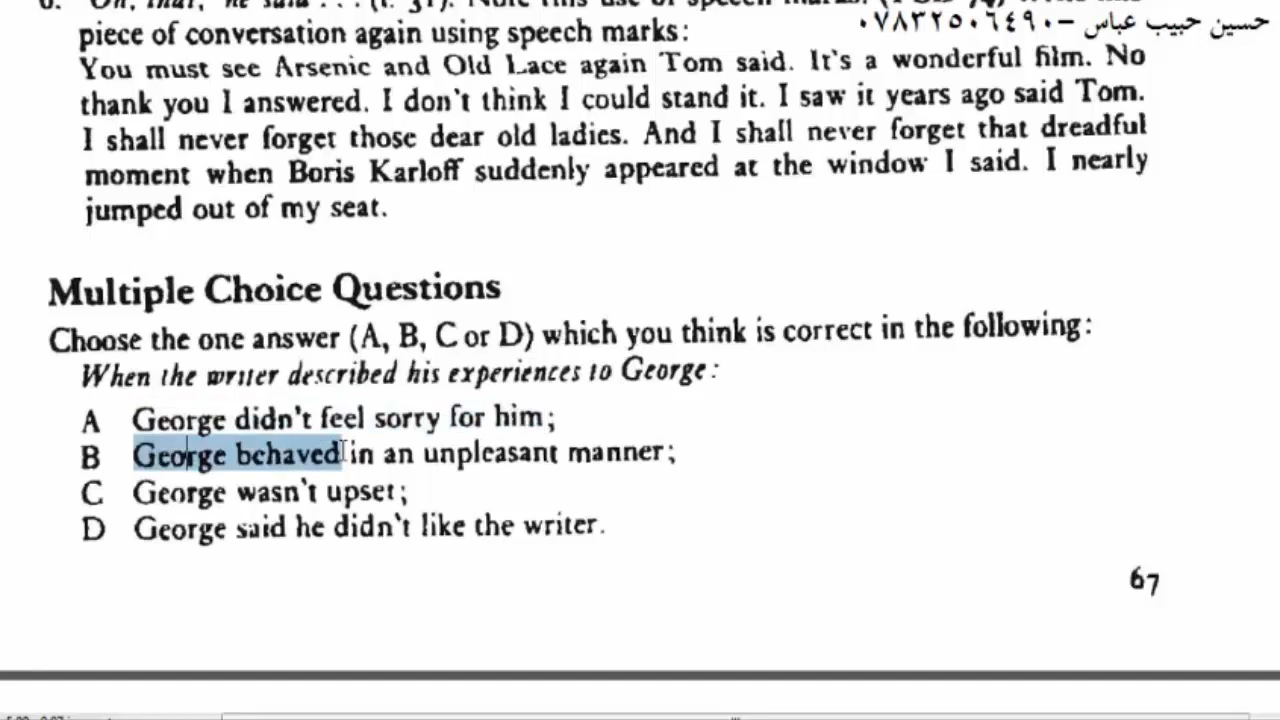 حسين حبيب عباس – ٠٧٨٣٢٥٠٦٤٩٠
piece of conversation again using speech marks:
You must see Arsenic and Old Lace again Tom said. It's a wonderful film. No
thank you I answered. I don't think I could stand it. I saw it years ago said Tom.
I shall never forget those dear old ladies. And I shall never forget that dreadful
moment when Boris Karloff suddenly appeared at the window I said. I nearly
jumped out of my seat.
Multiple Choice Questions
Choose the one answer (A, B, C or D) which you think is correct in the following:
When the writer described his experiences to George:
A George didn't feel sorry for him;
B George behaved in an unpleasant manner;
C George wasn't upset;
D George said he didn't like the writer.
67